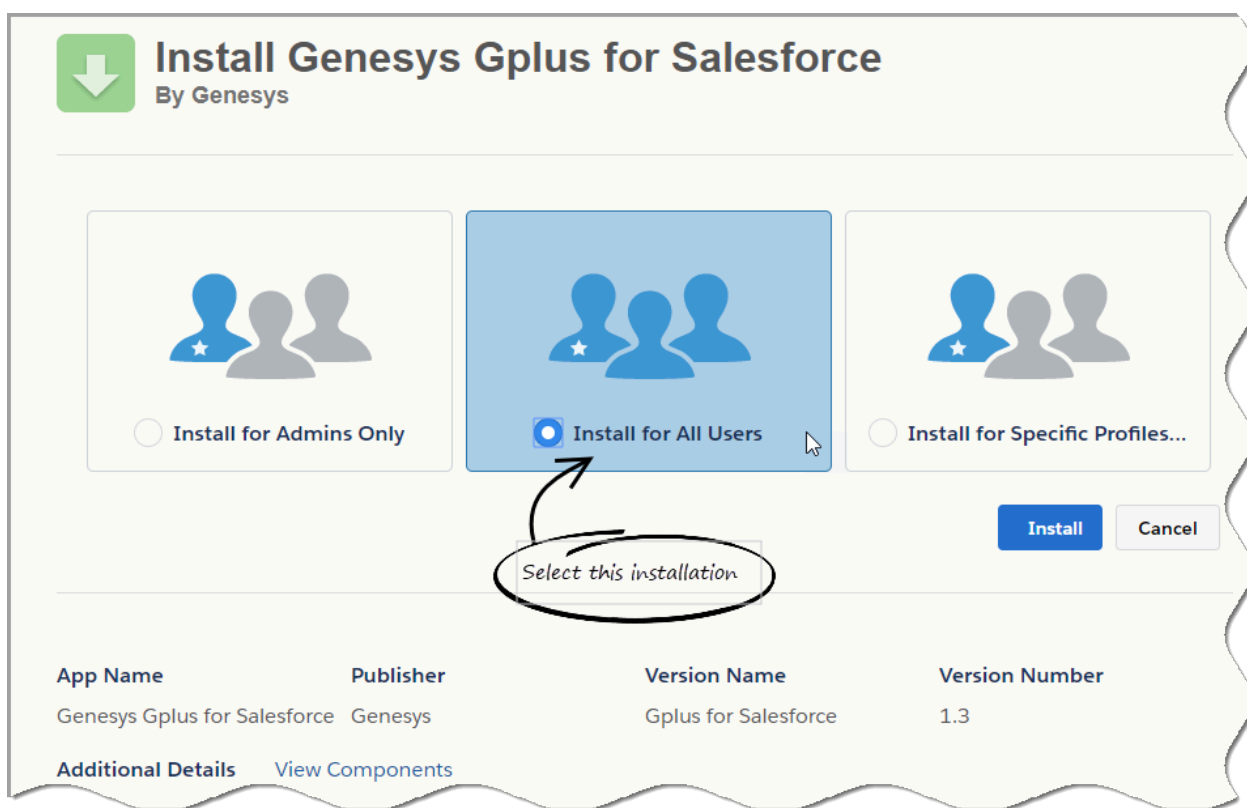 Install Genesys Gplus for Salesforce
By Genesys
Install for Admins Only
Install for All Users
Install for Specific Profiles...
Install
Cancel
Select this installation
App Name
Publisher
Version Name
Version Number
Genesys Gplus for Salesforce
Genesys
Gplus for Salesforce
1.3
Additional Details
View Components